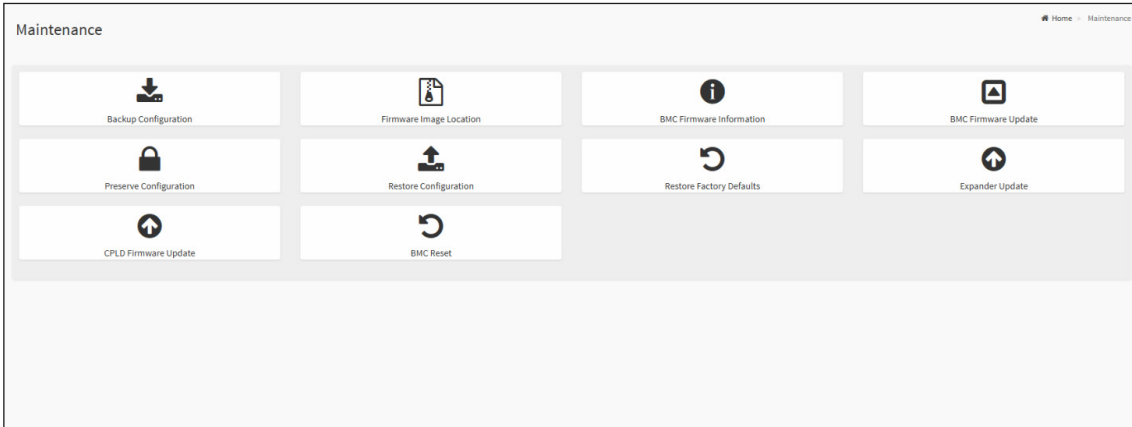 Maintenance
Home > Maintenance
Backup Configuration
Firmware Image Location
BMC Firmware Information
BMC Firmware Update
Preserve Configuration
Restore Configuration
Restore Factory Defaults
Expander Update
CPLD Firmware Update
BMC Reset